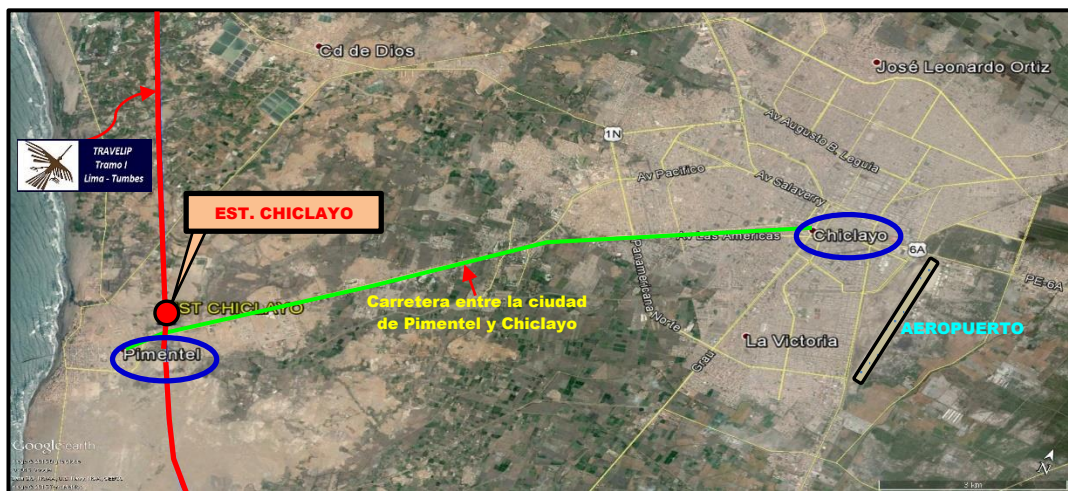 Cd de Dios
José Leonardo Ortiz
1N
Av Augusto B. Leguia
TRAVELIP
Tramo I
Lima - Tumbes
Av Pacifico
Av Salaverry
EST. CHICLAYO
Av Las Americas
Chiclayo
6A
Panamericana Norte
PE-6A
Carretera entre la ciudad
de Pimentel y Chiclayo
ST CHICLAYO
AEROPUERTO
La Victoria
Pimentel
Grau
Google earth
N
3 km